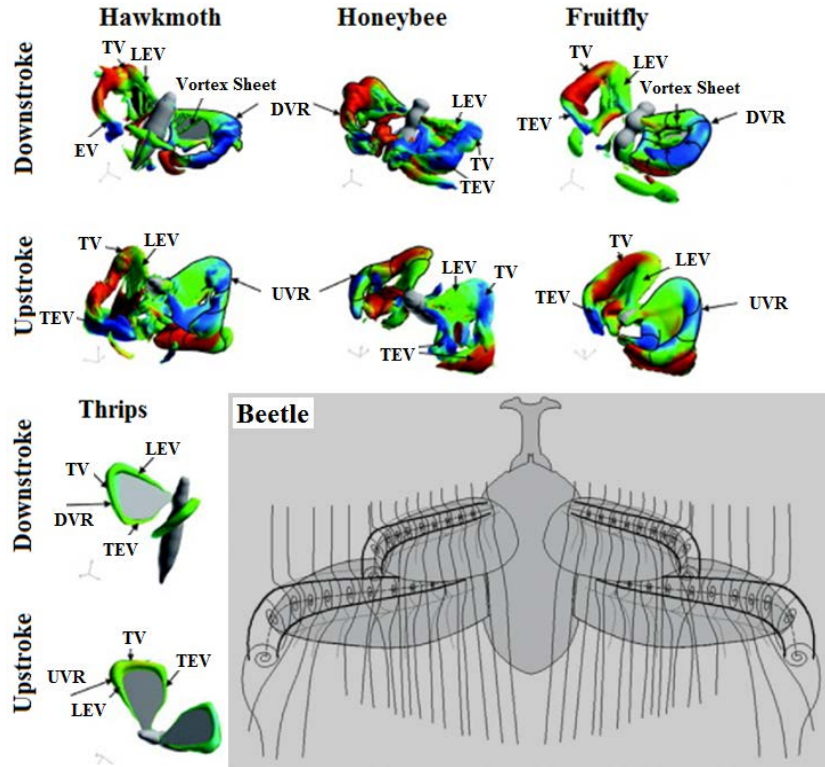 Hawkmoth Honeybee Fruitfly
Downstroke
TV LEV Vortex Sheet EV
DVR
LEV TV TEV
TV LEV Vortex Sheet TEV DVR
Upstroke
TV LEV TEV
UVR
LEV TV TEV
TV LEV TEV UVR
Thrips
Downstroke
LEV
TV
DVR
TEV
Upstroke
TV
TEV
UVR
LEV
Beetle